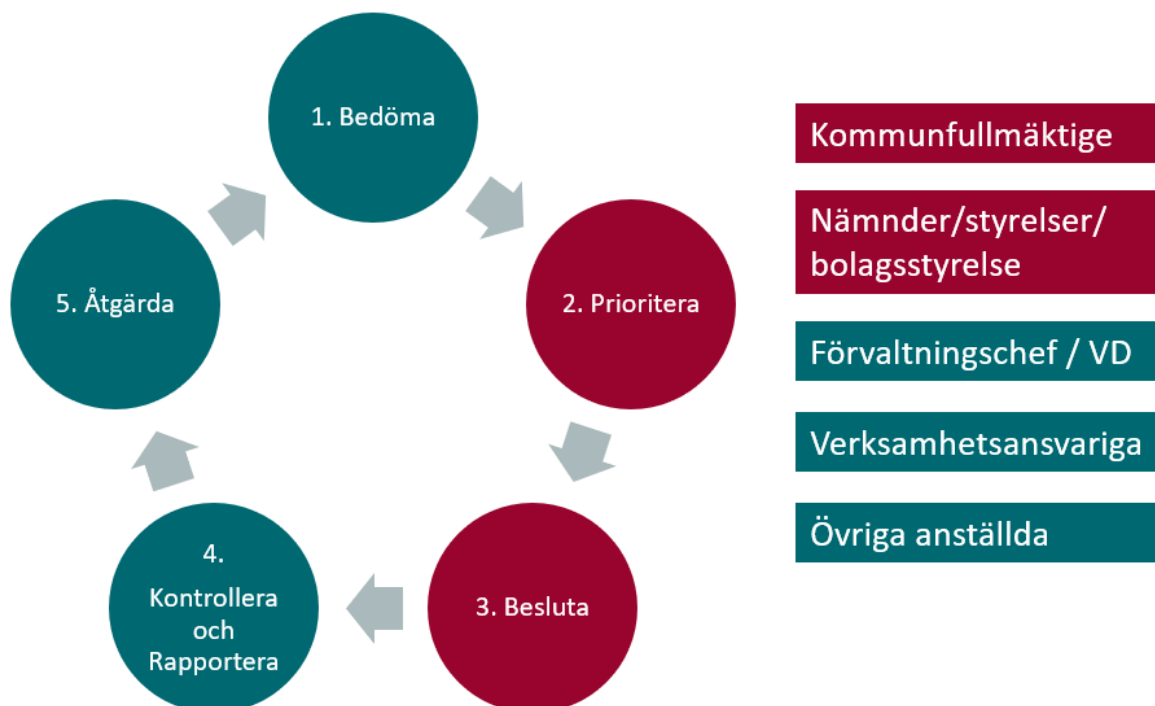 1. Bedöma
2. Prioritera
3. Besluta
4.
Kontrollera
och
Rapportera
5. Åtgärda
Kommunfullmäktige
Nämnder/styrelser/
bolagsstyrelse
Förvaltningschef / VD
Verksamhetsansvariga
Övriga anställda